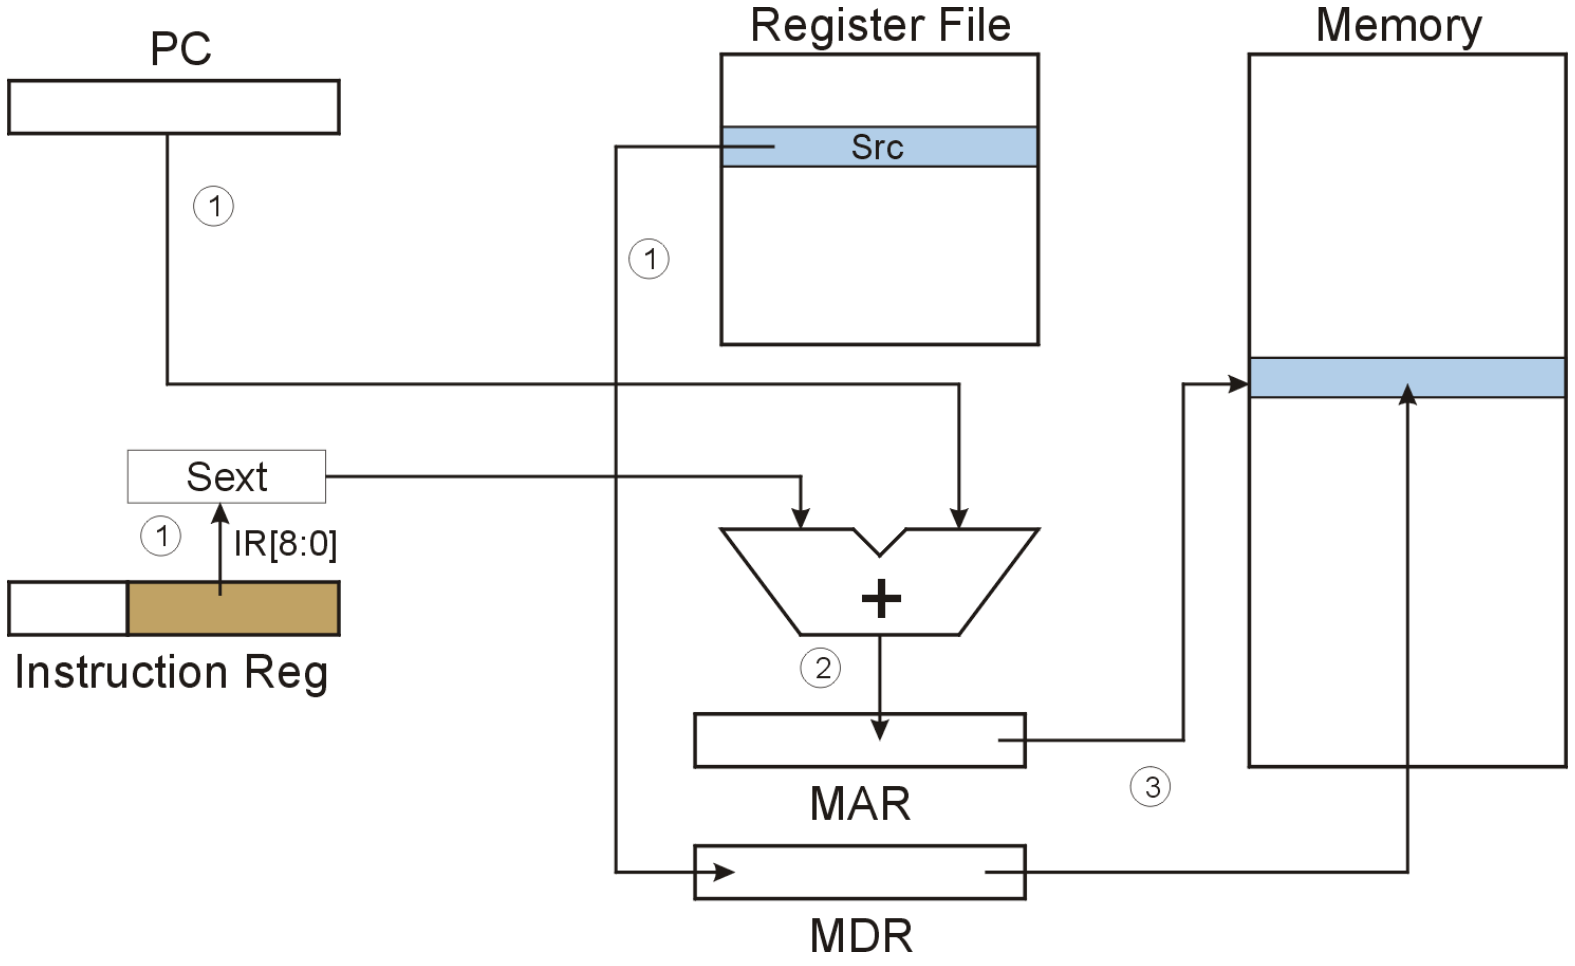 Register File
Memory
PC
Src
1
1
Sext
1
IR[8:0]
+
Instruction Reg
2
MAR
3
MDR